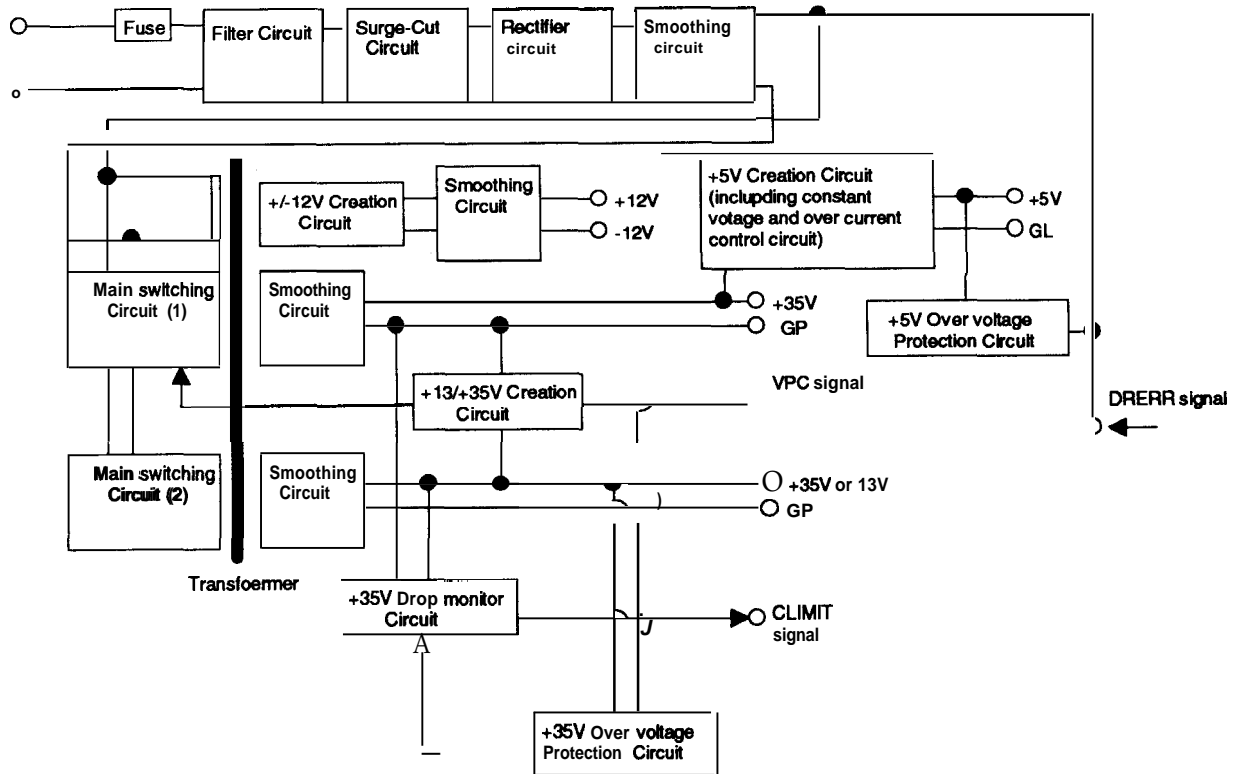 Fuse
Filter Circuit
Surge-Cut
Circuit
Rectifier
circuit
Smoothing
circuit
+/-12V Creation
Circuit
Smoothing
Circuit
+12V
-12V
+5V Creation Circuit
(inclupding constant
votage and over current
control circuit)
+5V
GL
Main switching
Circuit (1)
Smoothing
Circuit
+35V
GP
+5V Over voltage
Protection Circuit
+13/+35V Creation
Circuit
VPC signal
DRERR signal
Main switching
Circuit (2)
Smoothing
Circuit
+35V or 13V
GP
Transfoermer
+35V Drop monitor
Circuit
CLIMIT
signal
+35V Over voltage
Protection Circuit